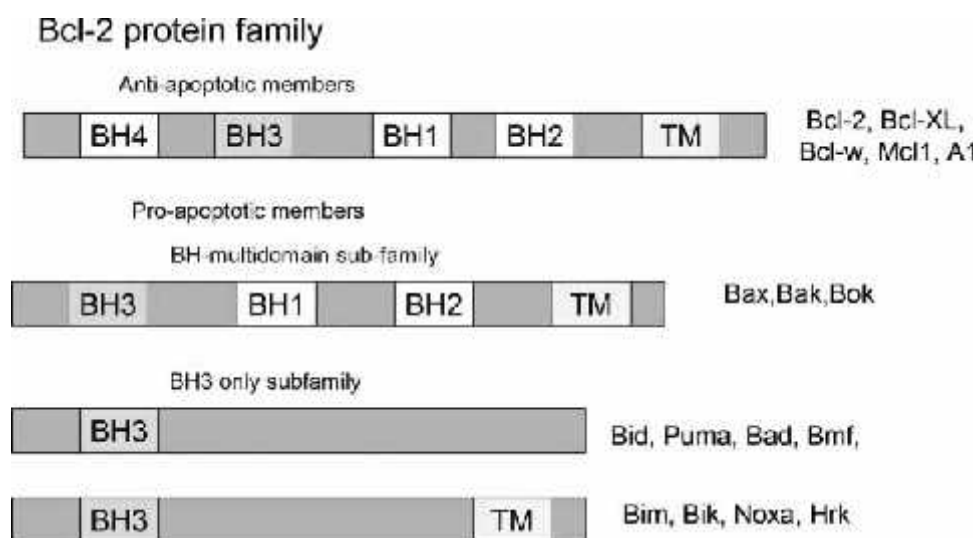 Bcl-2 protein family
Anti-apoptotic members
BH4 BH3 BH1 BH2 TM
Bcl-2, Bcl-XL,
Bcl-w, Mcl1, A1
Pro-apoptotic members
BH-multidomain sub-family
BH3 BH1 BH2 TM
Bax,Bak,Bok
BH3 only subfamily
BH3
Bid, Puma, Bad, Bmf,
BH3 TM
Bim, Bik, Noxa, Hrk